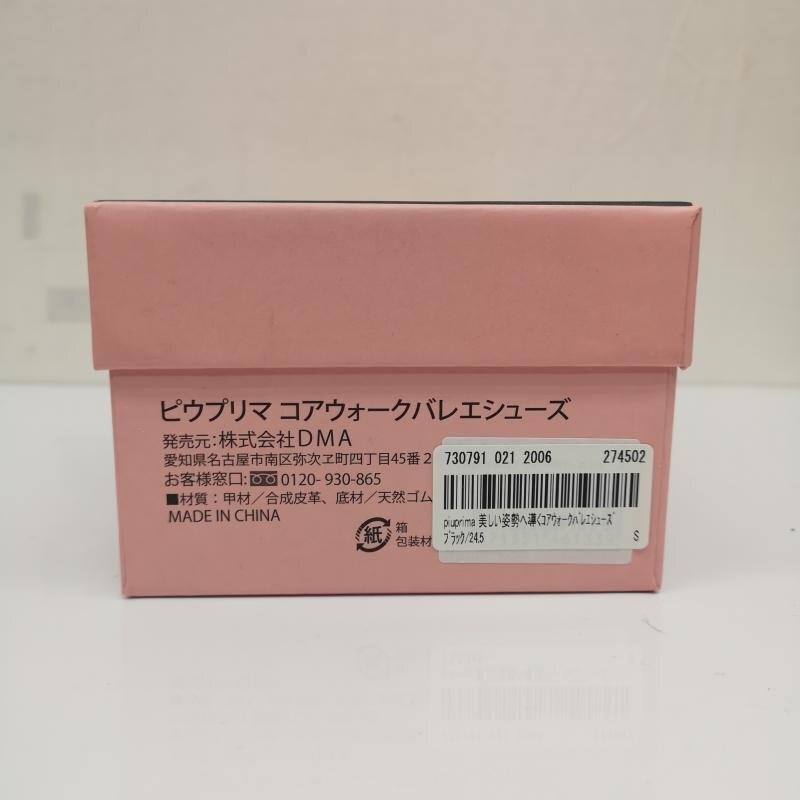 ピウプリマ コアウォークバレエシューズ
発売元：株式会社DMA
愛知県名古屋市南区弥次ヱ町四丁目45番2
お客様窓口：0120-930-865
■材質：甲材／合成皮革、底材／天然ゴム
MADE IN CHINA
紙
箱
包装材
730791 021 2006 274502
piuprima 美しい姿勢へ導くコアウォークバレエシューズ
ブラック/24.5 S